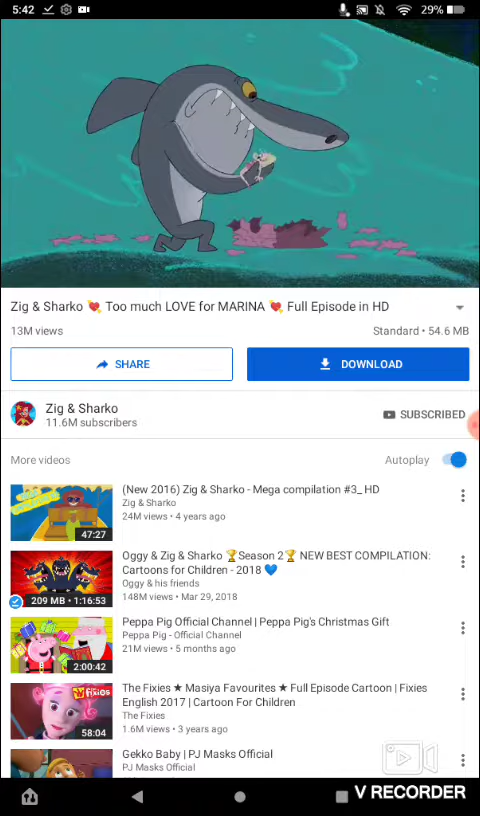 5:42
29%
Zig & Sharko 💘 Too much LOVE for MARINA 💘 Full Episode in HD
13M views
Standard • 54.6 MB
SHARE
DOWNLOAD
Zig & Sharko
11.6M subscribers
SUBSCRIBED
More videos
Autoplay
(New 2016) Zig & Sharko - Mega compilation #3_ HD
Zig & Sharko
24M views • 4 years ago
47:27
Oggy & Zig & Sharko 🏆Season 2🏆 NEW BEST COMPILATION:
Cartoons for Children - 2018 💙
Oggy & his friends
148M views • Mar 29, 2018
209 MB • 1:16:53
Peppa Pig Official Channel | Peppa Pig's Christmas Gift
Peppa Pig - Official Channel
21M views • 5 months ago
2:00:42
The Fixies ★ Masiya Favourites ★ Full Episode Cartoon | Fixies
English 2017 | Cartoon For Children
The Fixies
1.6M views • 3 years ago
FIXIES
58:04
Gekko Baby | PJ Masks Official
PJ Masks Official
V RECORDER